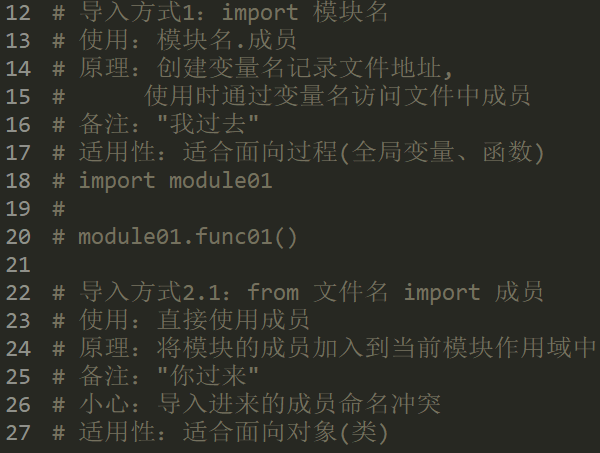 12 # 导入方式1：import 模块名
13 # 使用：模块名.成员
14 # 原理：创建变量名记录文件地址,
15 #      使用时通过变量名访问文件中成员
16 # 备注："我过去"
17 # 适用性：适合面向过程(全局变量、函数)
18 # import module01
19 #
20 # module01.func01()
21
22 # 导入方式2.1：from 文件名 import 成员
23 # 使用：直接使用成员
24 # 原理：将模块的成员加入到当前模块作用域中
25 # 备注："你过来"
26 # 小心：导入进来的成员命名冲突
27 # 适用性：适合面向对象(类)